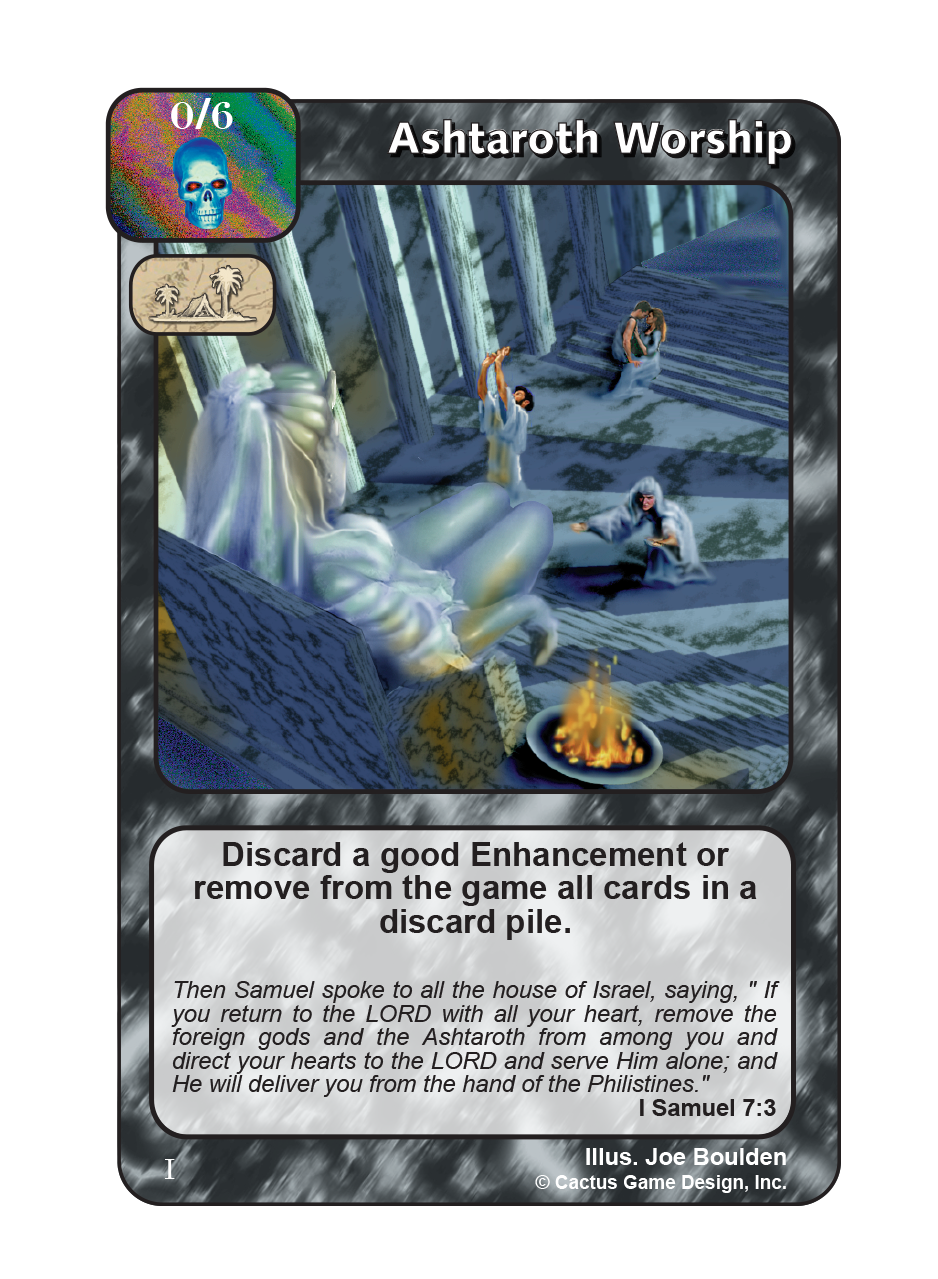 0/6
Ashtaroth Worship
Discard a good Enhancement or
remove from the game all cards in a
discard pile.
Then Samuel spoke to all the house of Israel, saying, " If
you return to the LORD with all your heart, remove the
foreign gods and the Ashtaroth from among you and
direct your hearts to the LORD and serve Him alone; and
He will deliver you from the hand of the Philistines."
I Samuel 7:3
I
Illus. Joe Boulden
© Cactus Game Design, Inc.